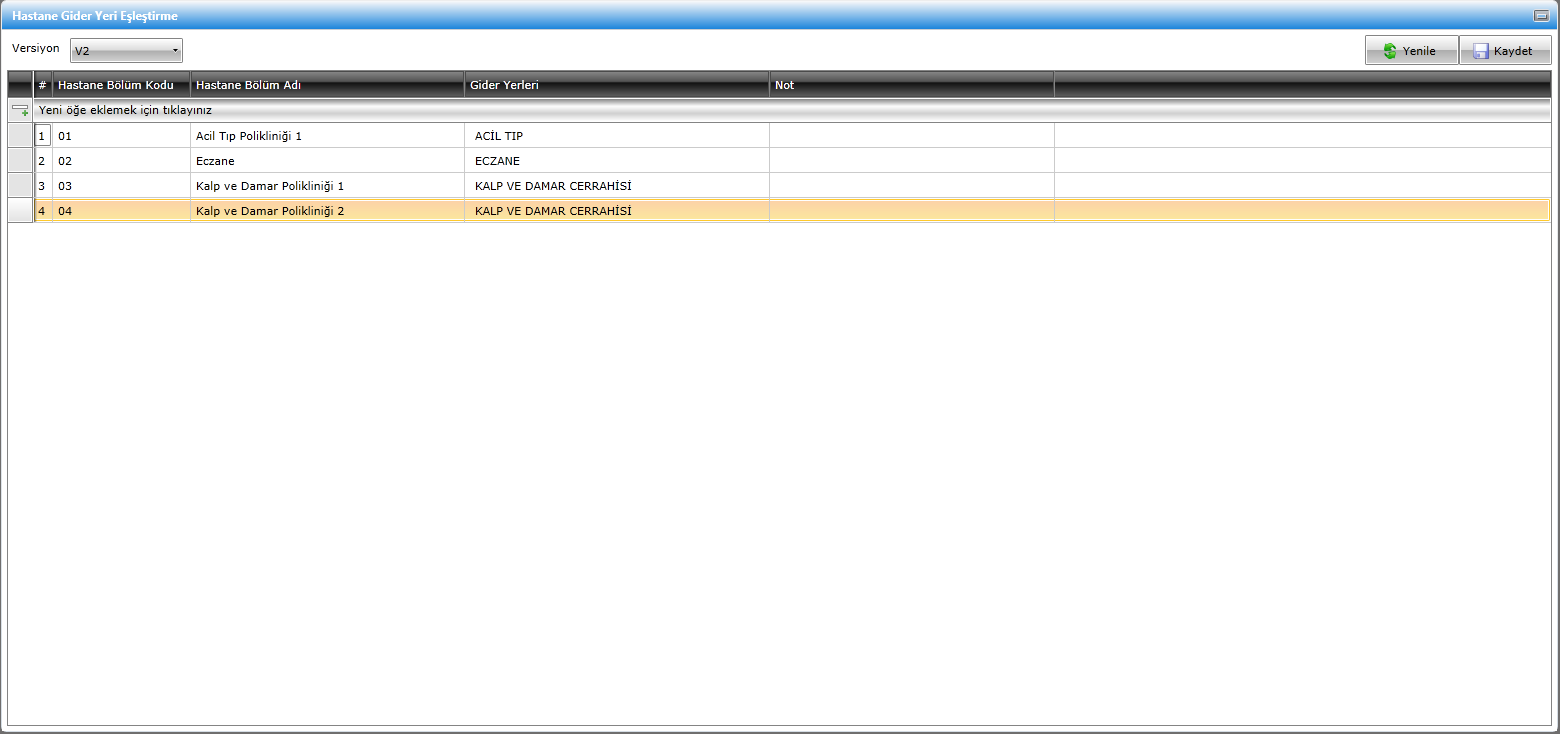 Hastane Gider Yeri Eşleştirme
Versiyon V2 Yenile Kaydet
# Hastane Bölüm Kodu Hastane Bölüm Adı Gider Yerleri Not
Yeni öğe eklemek için tıklayınız
1 01 Acil Tıp Polikliniği 1 ACİL TIP
2 02 Eczane ECZANE
3 03 Kalp ve Damar Polikliniği 1 KALP VE DAMAR CERRAHİSİ
4 04 Kalp ve Damar Polikliniği 2 KALP VE DAMAR CERRAHİSİ